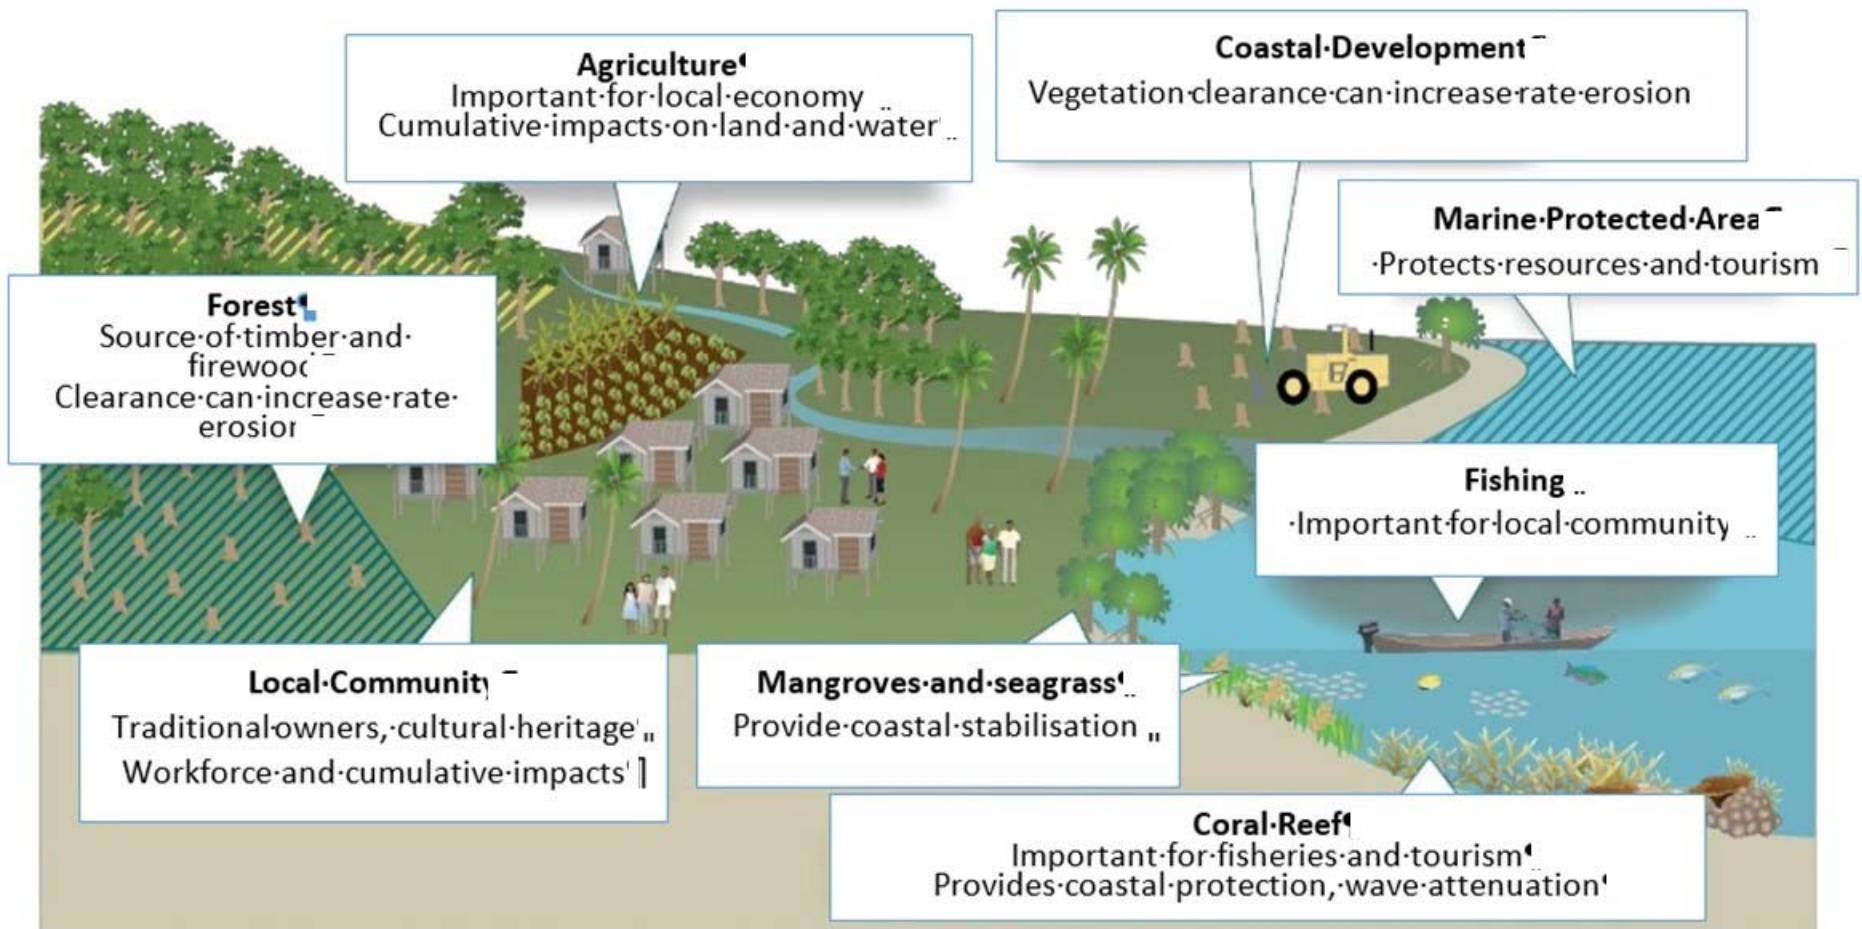 Agriculture
Important for local economy
Cumulative impacts on land and water
Coastal Development
Vegetation clearance can increase rate erosion
Marine Protected Area
Protects resources and tourism
Forest
Source of timber and
firewood
Clearance can increase rate
erosion
Fishing
Important for local community
Local Community
Traditional owners, cultural heritage
Workforce and cumulative impacts
Mangroves and seagrass
Provide coastal stabilisation
Coral Reef
Important for fisheries and tourism
Provides coastal protection, wave attenuation